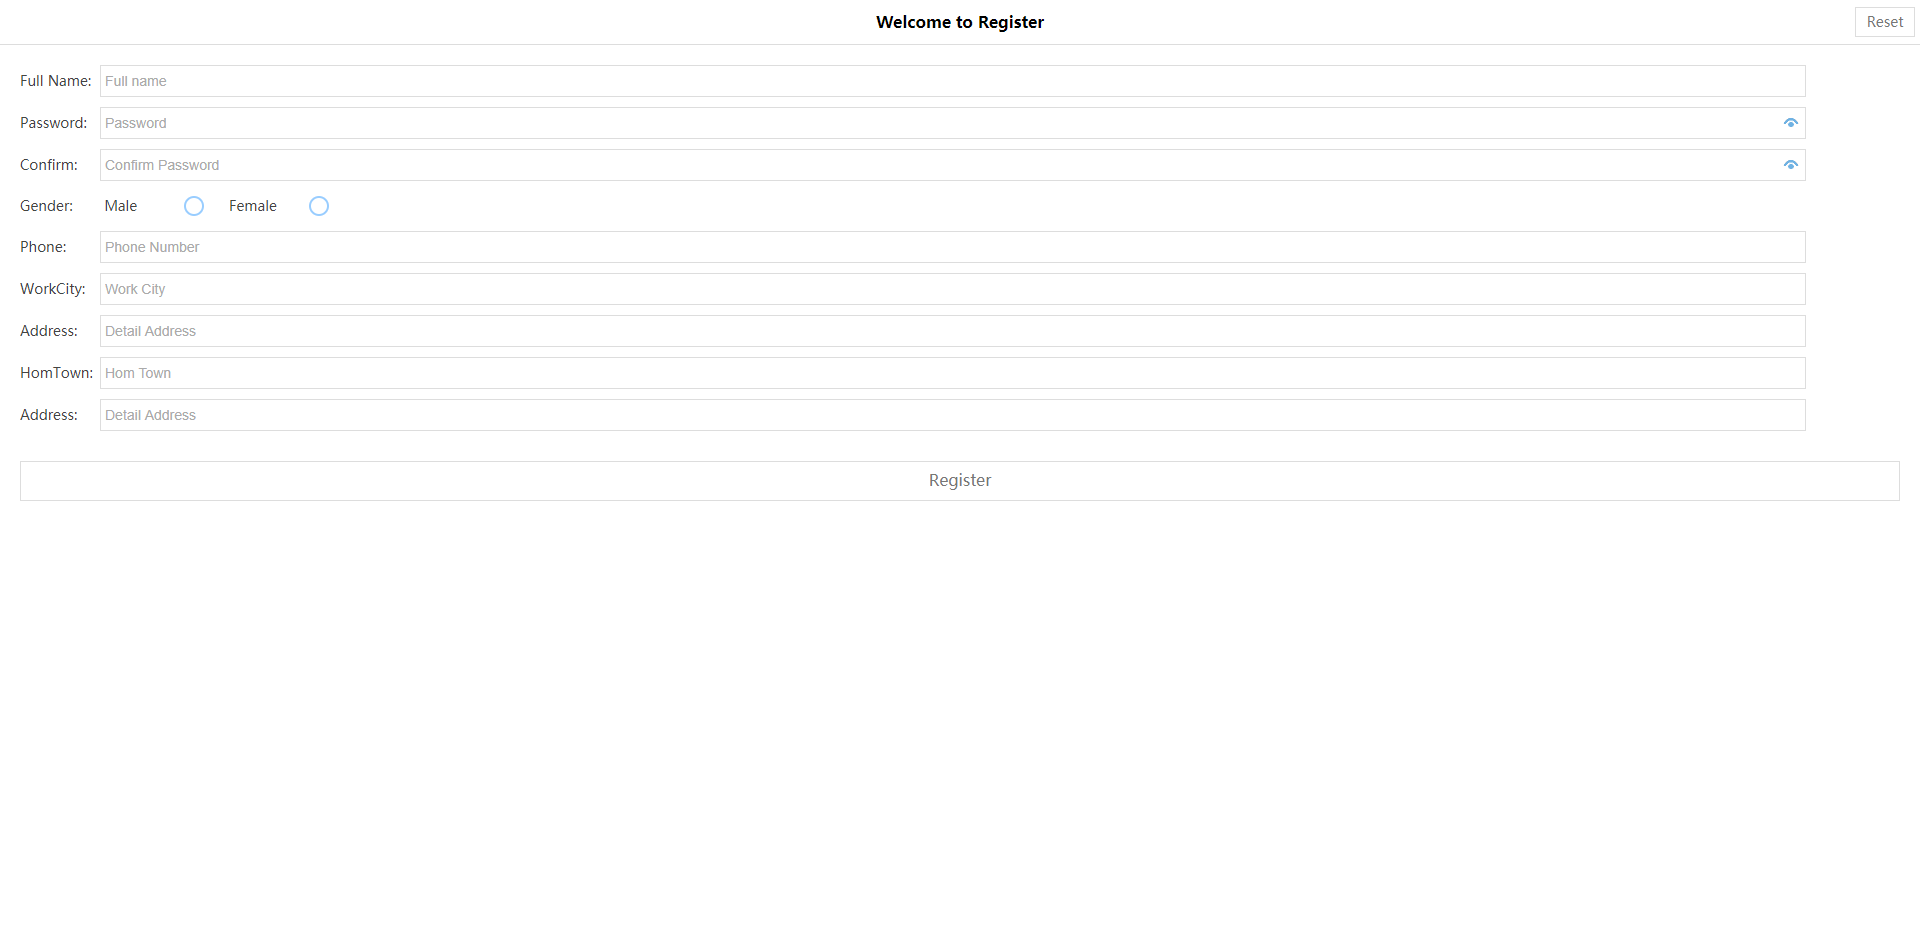 Welcome to Register
Reset
Full Name: Full name
Password: Password
Confirm: Confirm Password
Gender: Male Female
Phone: Phone Number
WorkCity: Work City
Address: Detail Address
HomTown: Hom Town
Address: Detail Address
Register